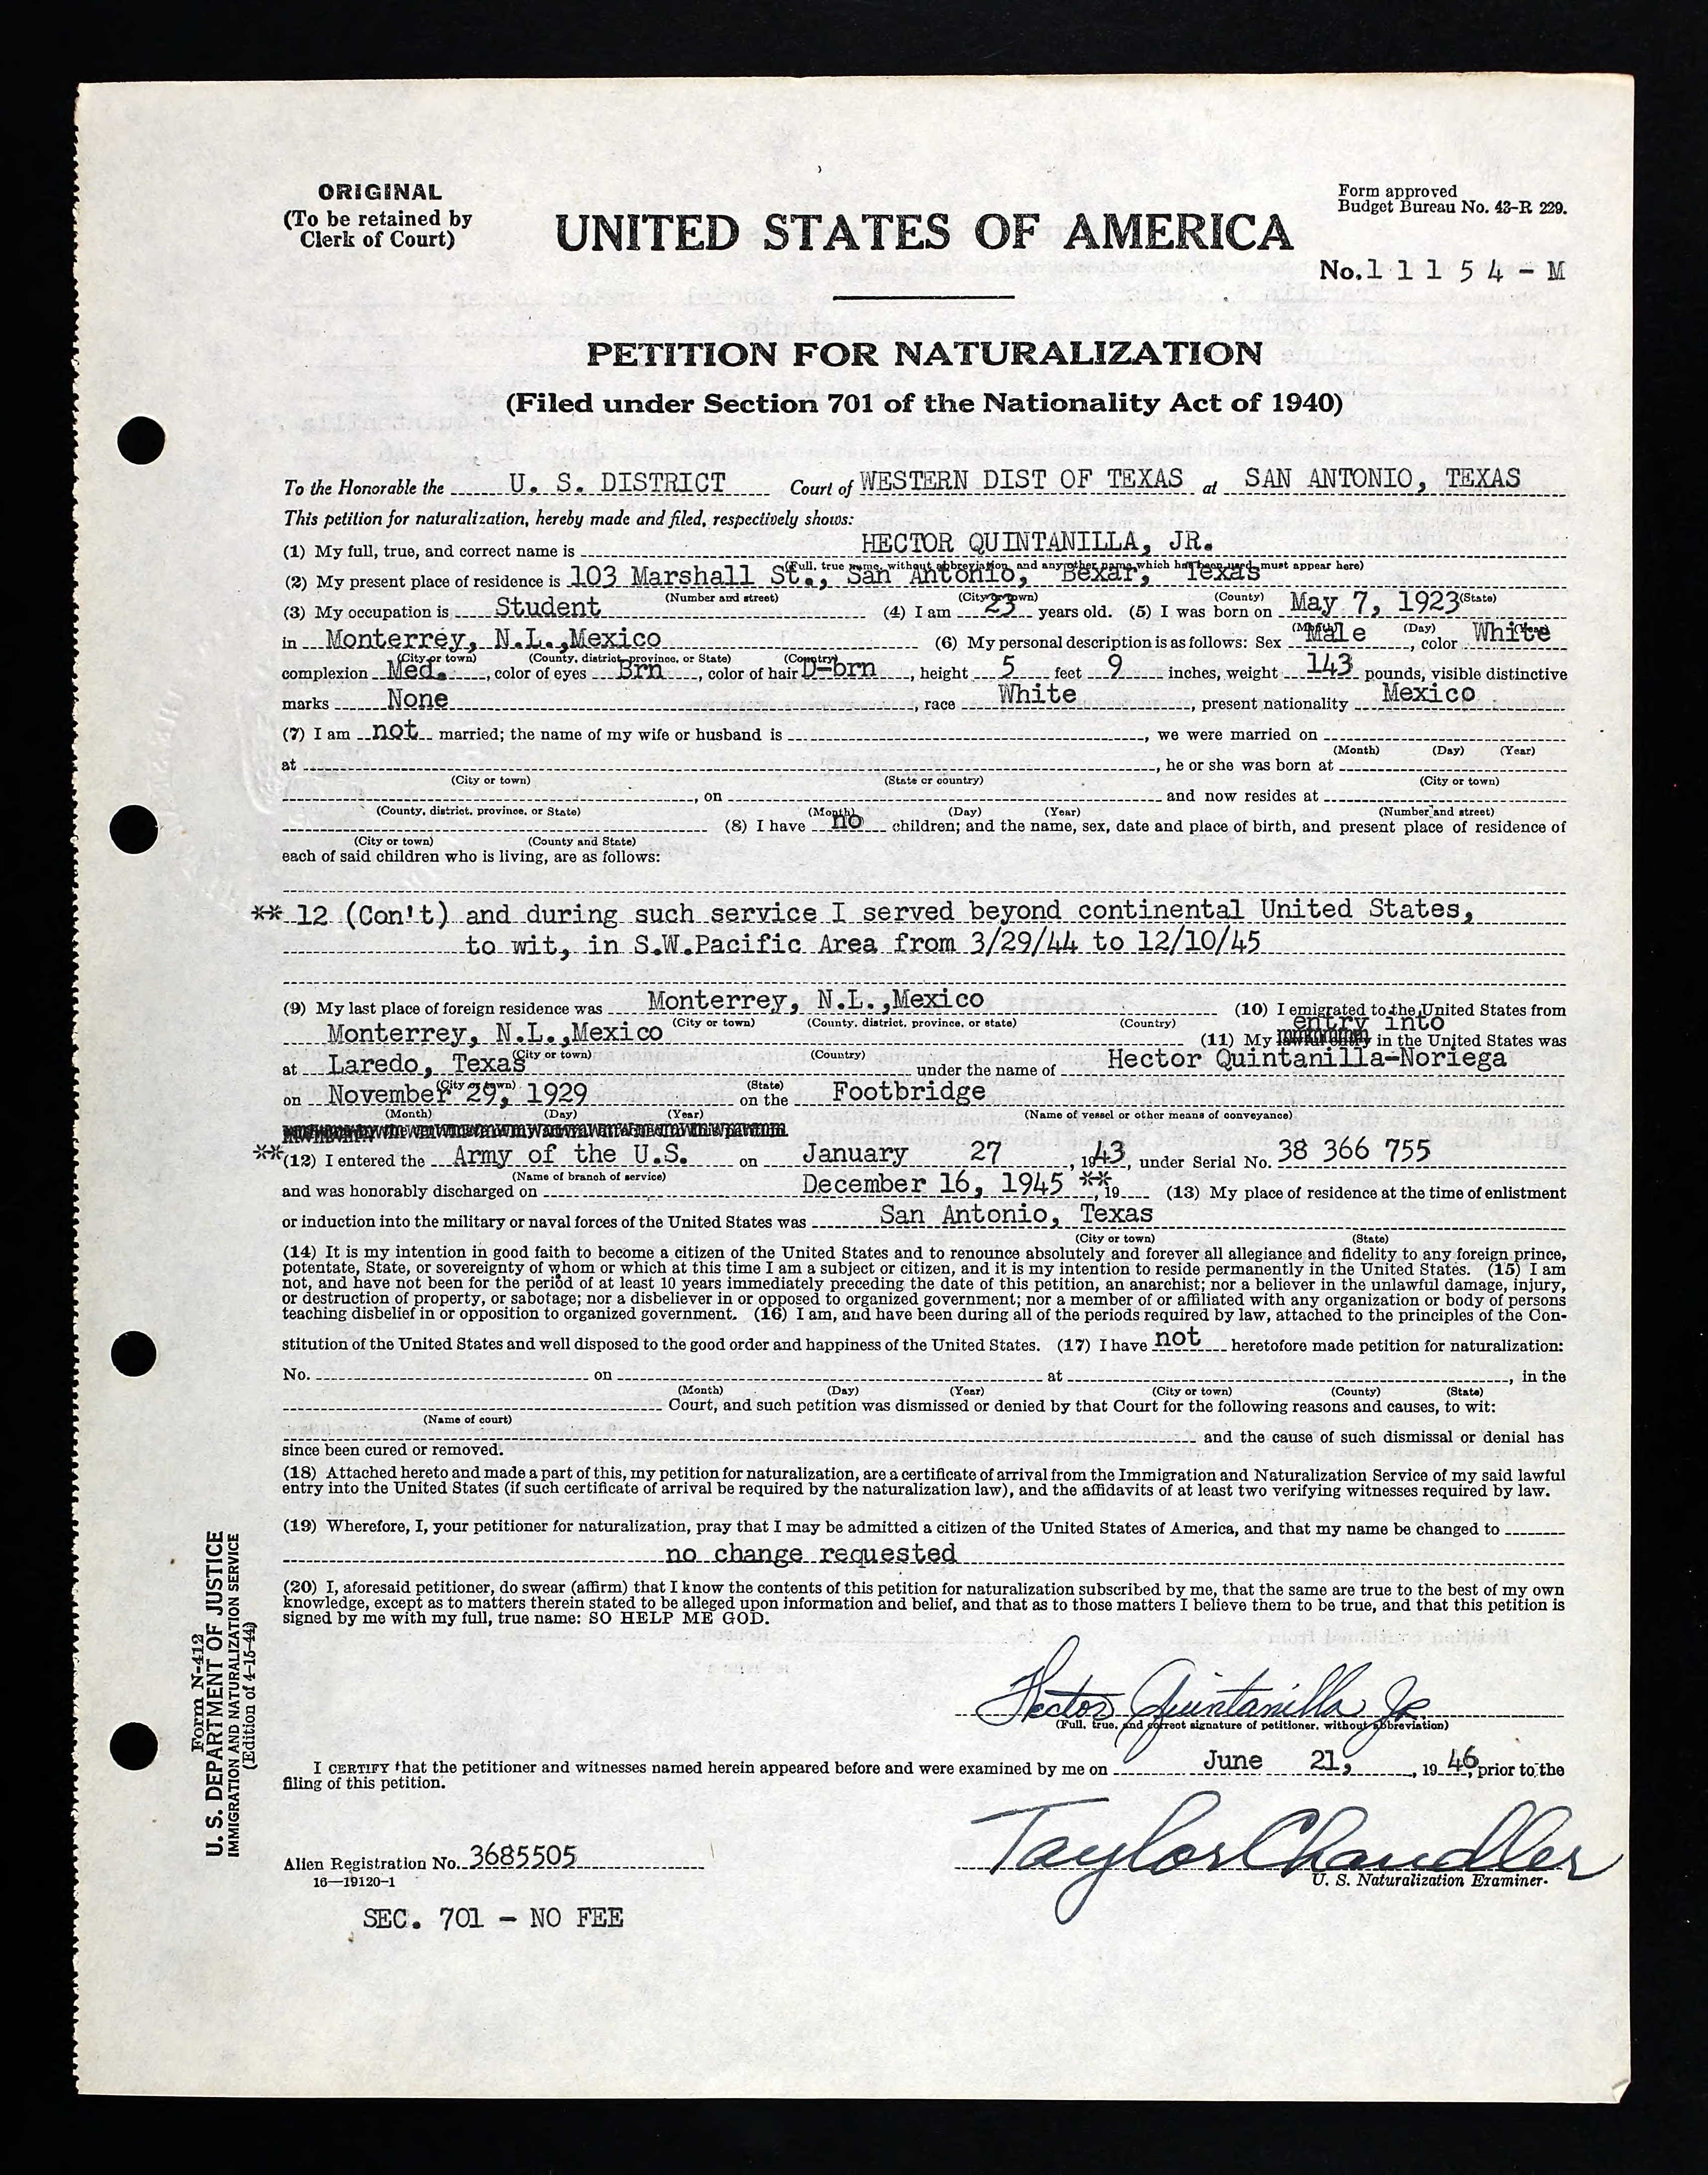 ORIGINAL
(To be retained by
Clerk of Court)
Form approved
Budget Bureau No. 43-R 229.
UNITED STATES OF AMERICA
No. 1 1 1 5 4 - M
PETITION FOR NATURALIZATION
(Filed under Section 701 of the Nationality Act of 1940)
To the Honorable the U. S. DISTRICT Court of WESTERN DIST OF TEXAS at SAN ANTONIO, TEXAS
This petition for naturalization, hereby made and filed, respectively shows:
(1) My full, true, and correct name is HECTOR QUINTANILLA, JR.
(Full, true name, without abbreviation, and any other name which has been used, must appear here)
(2) My present place of residence is 103 Marshall St., San Antonio, Bexar, Texas
(Number and street) (City or town) (County) (State)
(3) My occupation is Student (4) I am 23 years old. (5) I was born on May 7, 1923
(Month) (Day) (Year)
in Monterrey, N.L.,Mexico (6) My personal description is as follows: Sex Male, color White
(City or town) (County, district, province, or State) (Country)
complexion Med., color of eyes Brn, color of hair D-brn, height 5 feet 9 inches, weight 143 pounds, visible distinctive
marks None, race White, present nationality Mexico
(7) I am not married; the name of my wife or husband is , we were married on
(Month) (Day) (Year)
at , he or she was born at
(City or town) (State or country) (City or town)
, on and now resides at
(County, district, province, or State) (Month) (Day) (Year) (Number and street)
(8) I have no children; and the name, sex, date and place of birth, and present place of residence of
(City or town) (County and State)
each of said children who is living, are as follows:
** 12 (Con't) and during such service I served beyond continental United States,
to wit, in S.W.Pacific Area from 3/29/44 to 12/10/45
(9) My last place of foreign residence was Monterrey, N.L.,Mexico (10) I emigrated to the United States from
(City or town) (County, district, province, or state) (Country)
entry into
Monterrey, N.L.,Mexico (11) My lawful entry in the United States was
(City or town) (Country)
at Laredo, Texas under the name of Hector Quintanilla-Noriega
(City or town) (State)
on November 29, 1929 on the Footbridge
(Month) (Day) (Year) (Name of vessel or other means of conveyance)
**(12) I entered the Army of the U.S. on January 27, 1943, under Serial No. 38 366 755
(Name of branch of service)
and was honorably discharged on December 16, 1945 **, 19 (13) My place of residence at the time of enlistment
or induction into the military or naval forces of the United States was San Antonio, Texas
(City or town) (State)
(14) It is my intention in good faith to become a citizen of the United States and to renounce absolutely and forever all allegiance and fidelity to any foreign prince,
potentate, State, or sovereignty of whom or which at this time I am a subject or citizen, and it is my intention to reside permanently in the United States. (15) I am
not, and have not been for the period of at least 10 years immediately preceding the date of this petition, an anarchist; nor a believer in the unlawful damage, injury,
or destruction of property, or sabotage; nor a disbeliever in or opposed to organized government; nor a member of or affiliated with any organization or body of persons
teaching disbelief in or opposition to organized government. (16) I am, and have been during all of the periods required by law, attached to the principles of the Con-
stitution of the United States and well disposed to the good order and happiness of the United States. (17) I have not heretofore made petition for naturalization:
No. on at , in the
(Month) (Day) (Year) (City or town) (County) (State)
Court, and such petition was dismissed or denied by that Court for the following reasons and causes, to wit:
(Name of court)
and the cause of such dismissal or denial has
since been cured or removed.
(18) Attached hereto and made a part of this, my petition for naturalization, are a certificate of arrival from the Immigration and Naturalization Service of my said lawful
entry into the United States (if such certificate of arrival be required by the naturalization law), and the affidavits of at least two verifying witnesses required by law.
(19) Wherefore, I, your petitioner for naturalization, pray that I may be admitted a citizen of the United States of America, and that my name be changed to
no change requested
(20) I, aforesaid petitioner, do swear (affirm) that I know the contents of this petition for naturalization subscribed by me, that the same are true to the best of my own
knowledge, except as to matters therein stated to be alleged upon information and belief, and that as to those matters I believe them to be true, and that this petition is
signed by me with my full, true name: SO HELP ME GOD.
Hector Quintanilla Jr.
(Full, true, and correct signature of petitioner, without abbreviation)
I CERTIFY that the petitioner and witnesses named herein appeared before and were examined by me on June 21, 1946, prior to the
filing of this petition.
Taylor Chandler
U. S. Naturalization Examiner.
Alien Registration No. 3685505
16—19120-1
SEC. 701 - NO FEE
Form N-412
U. S. DEPARTMENT OF JUSTICE
IMMIGRATION AND NATURALIZATION SERVICE
(Edition of 4-15-44)